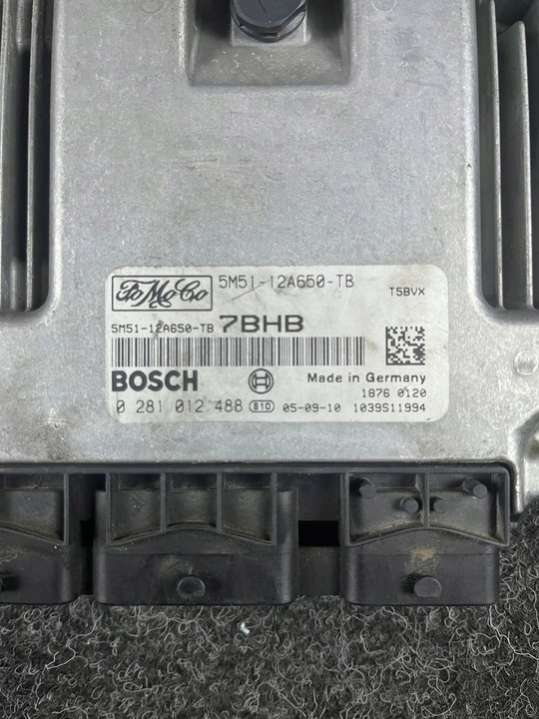 FoMoCo 5M51-12A650-TB
T5BVX
5M51-12A650-TB 7BHB
BOSCH Made in Germany
1876 0120
0 281 012 488 B10 05-09-10 1039S11994